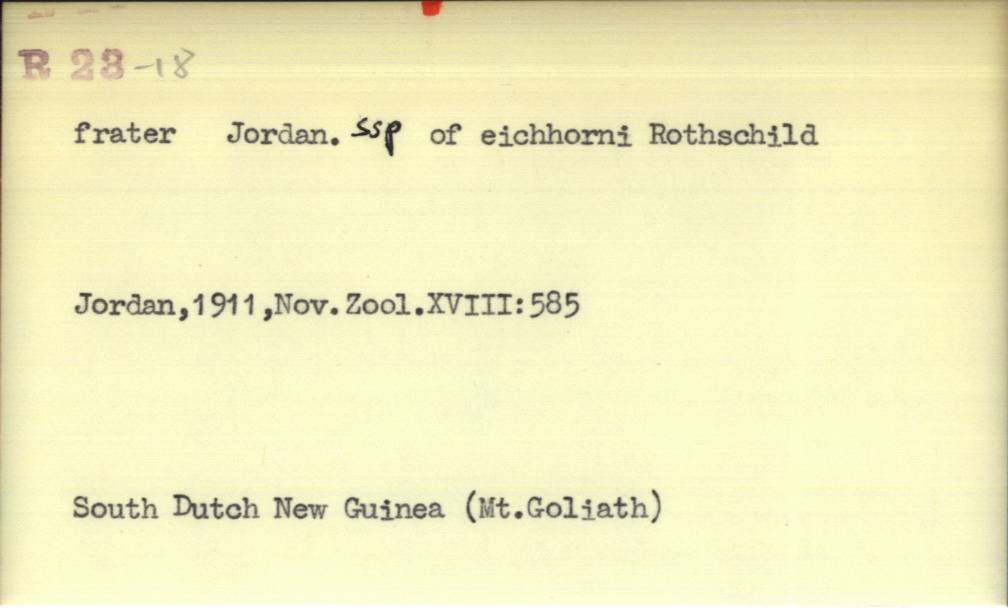 R 23-18
frater Jordan. ssp of eichhorni Rothschild
Jordan,1911,Nov.Zool.XVIII:585
South Dutch New Guinea (Mt.Goliath)